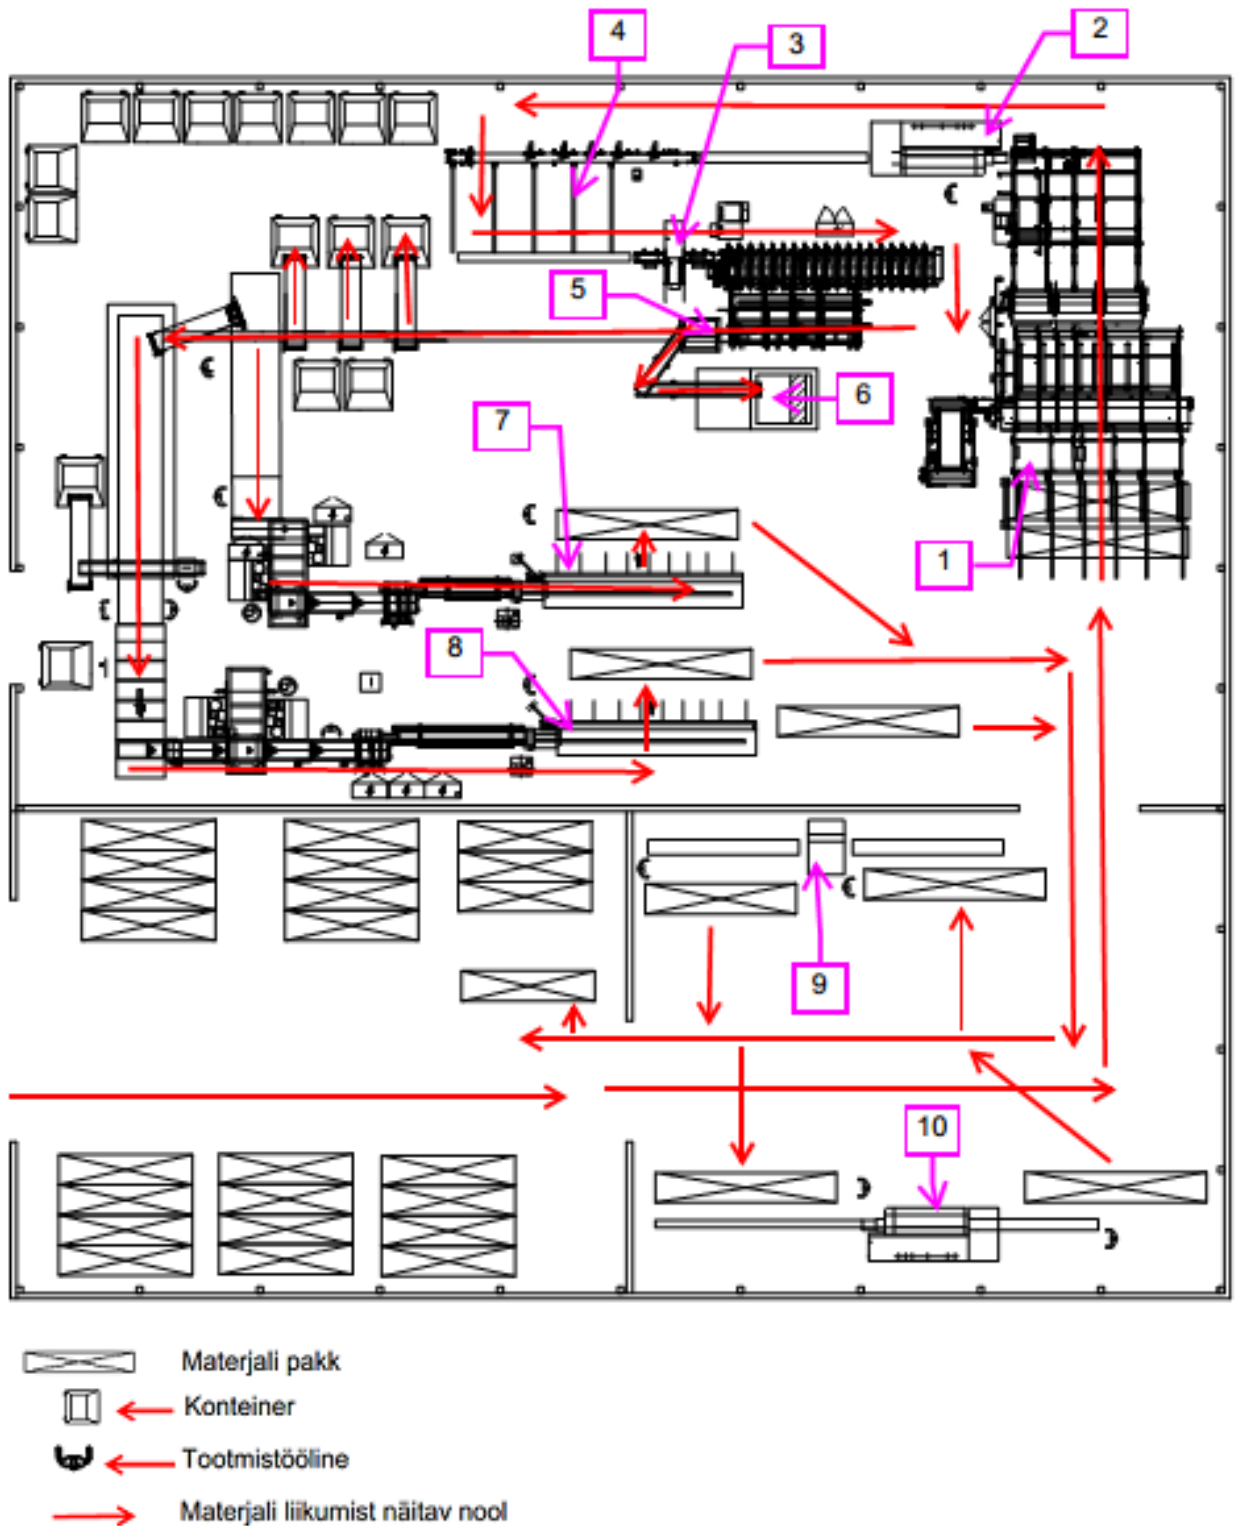 4
3
2
5
6
7
1
8
9
10
Materjali pakk
Konteiner
Tootmistööline
Materjali liikumist näitav nool